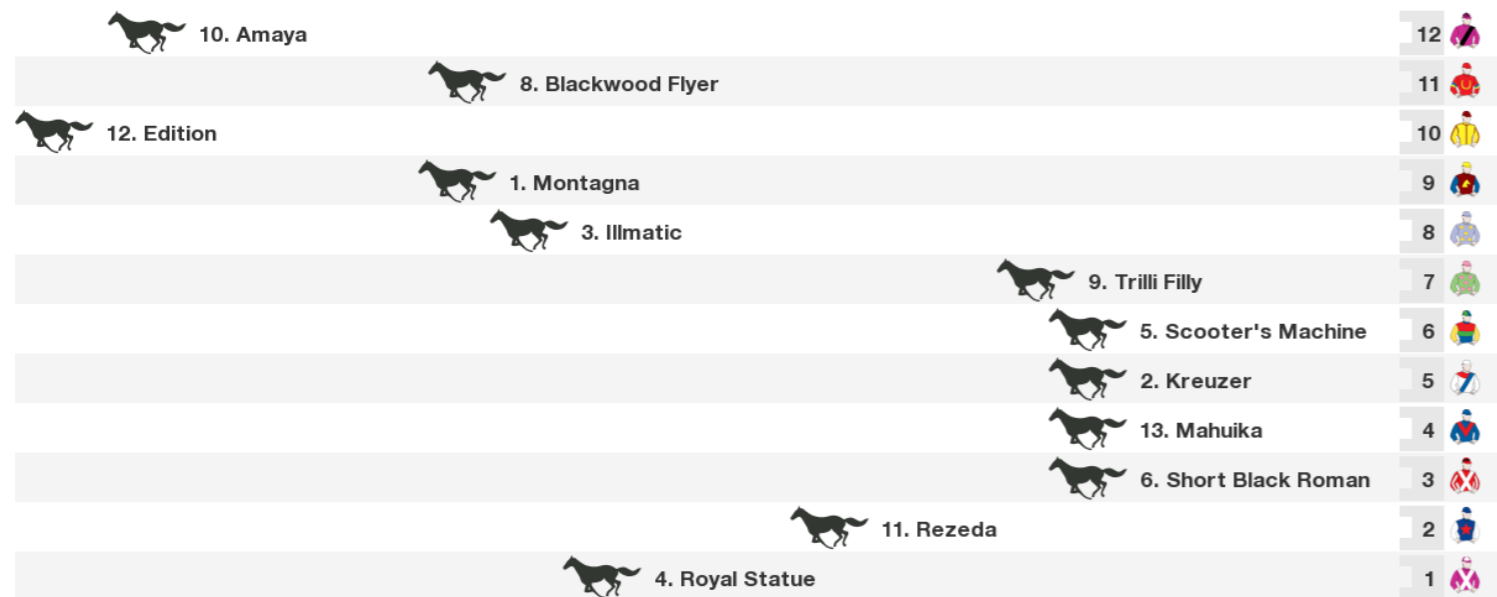 10. Amaya 12
8. Blackwood Flyer 11
12. Edition 10
1. Montagna 9
3. Illmatic 8
9. Trilli Filly 7
5. Scooter's Machine 6
2. Kreuzer 5
13. Mahuika 4
6. Short Black Roman 3
11. Rezeda 2
4. Royal Statue 1